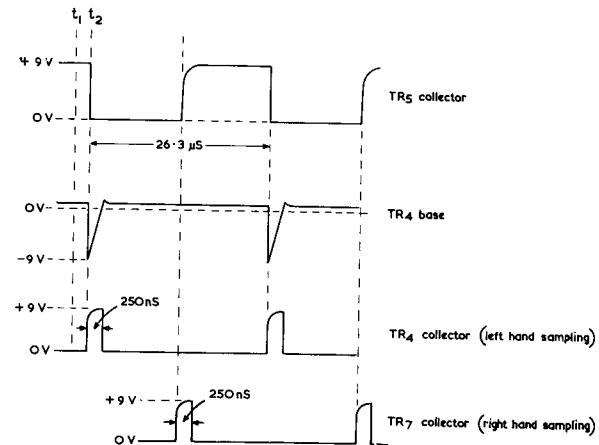 t1 t2
+9V
TR5 collector
0V
26·3 µS
0V
TR4 base
-9V
+9V
250nS
TR4 collector (left hand sampling)
0V
+9V
250nS
TR7 collector (right hand sampling)
0V